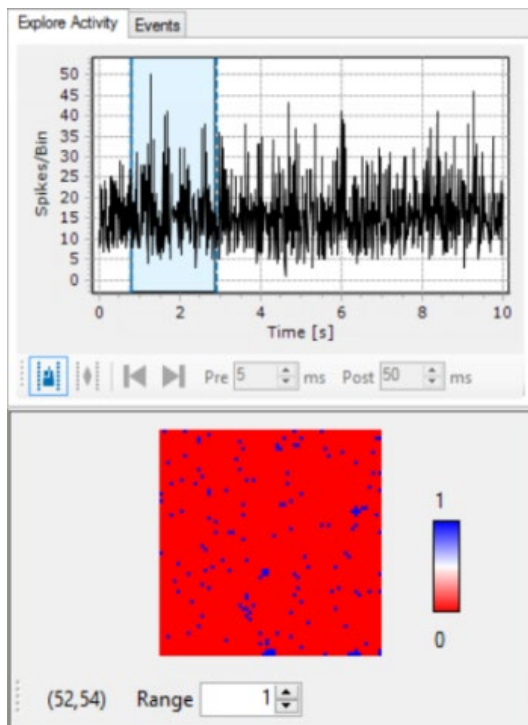 Explore Activity Events
50
45
40
35
30
25
20
15
10
5
0
Spikes/Bin
0 2 4 6 8 10
Time [s]
Pre 5 ms Post 50 ms
1
0
(52,54) Range 1